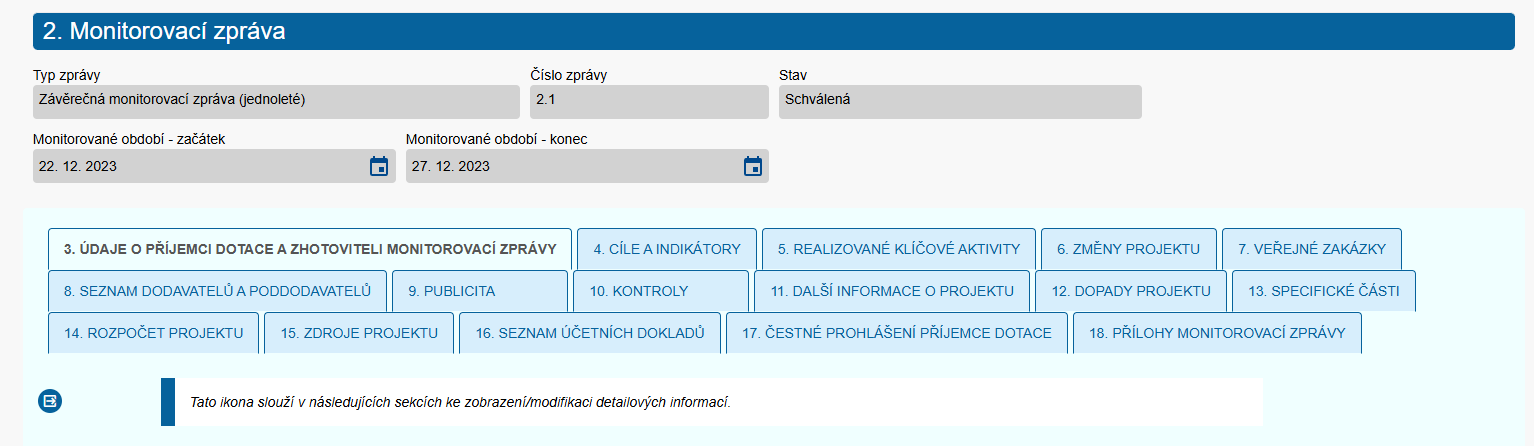 2. Monitorovací zpráva
Typ zprávy Číslo zprávy Stav
Závěrečná monitorovací zpráva (jednoleté) 2.1 Schválená
Monitorované období - začátek Monitorované období - konec
22. 12. 2023 27. 12. 2023
3. ÚDAJE O PŘÍJEMCI DOTACE A ZHOTOVITELI MONITOROVACÍ ZPRÁVY 4. CÍLE A INDIKÁTORY 5. REALIZOVANÉ KLÍČOVÉ AKTIVITY 6. ZMĚNY PROJEKTU 7. VEŘEJNÉ ZAKÁZKY
8. SEZNAM DODAVATELŮ A PODDODAVATELŮ 9. PUBLICITA 10. KONTROLY 11. DALŠÍ INFORMACE O PROJEKTU 12. DOPADY PROJEKTU 13. SPECIFICKÉ ČÁSTI
14. ROZPOČET PROJEKTU 15. ZDROJE PROJEKTU 16. SEZNAM ÚČETNÍCH DOKLADŮ 17. ČESTNÉ PROHLÁŠENÍ PŘÍJEMCE DOTACE 18. PŘÍLOHY MONITOROVACÍ ZPRÁVY
Tato ikona slouží v následujících sekcích ke zobrazení/modifikaci detailových informací.